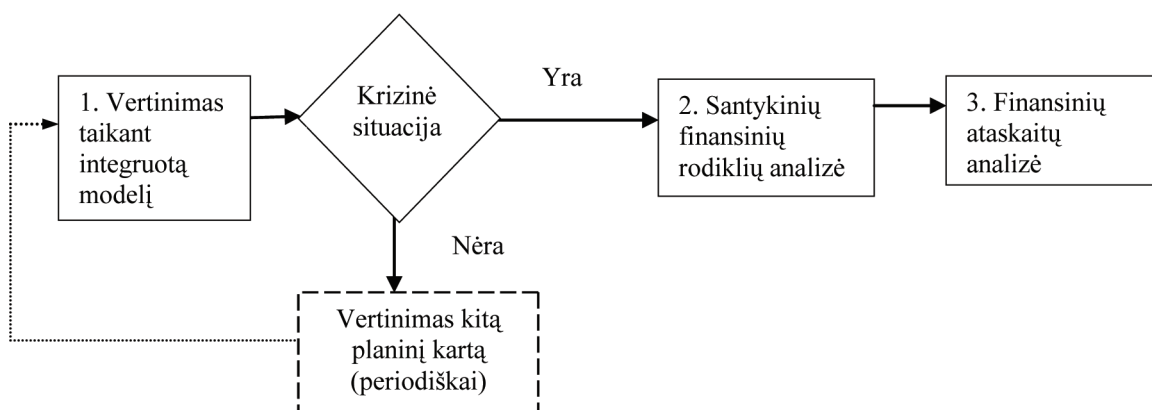 1. Vertinimas
taikant
integruotą
modelį
Krizinė
situacija
Yra
2. Santykinių
finansinių
rodiklių analizė
3. Finansinių
ataskaitų
analizė
Nėra
Vertinimas kitą
planinį kartą
(periodiškai)